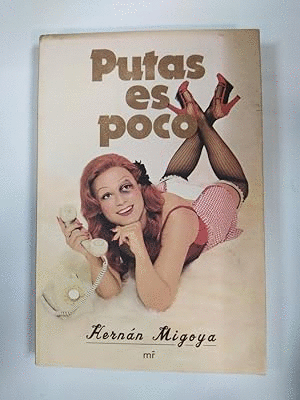 Putas
es
poco
Hernán Migoya
mr